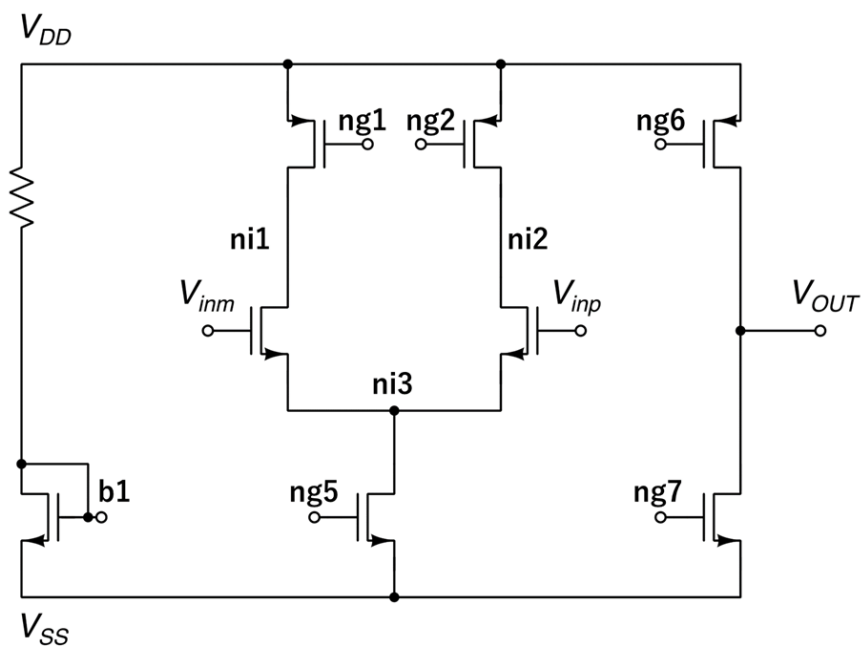 VDD
ng1
ng2
ng6
ni1
ni2
Vinm
Vinp
VOUT
ni3
b1
ng5
ng7
VSS